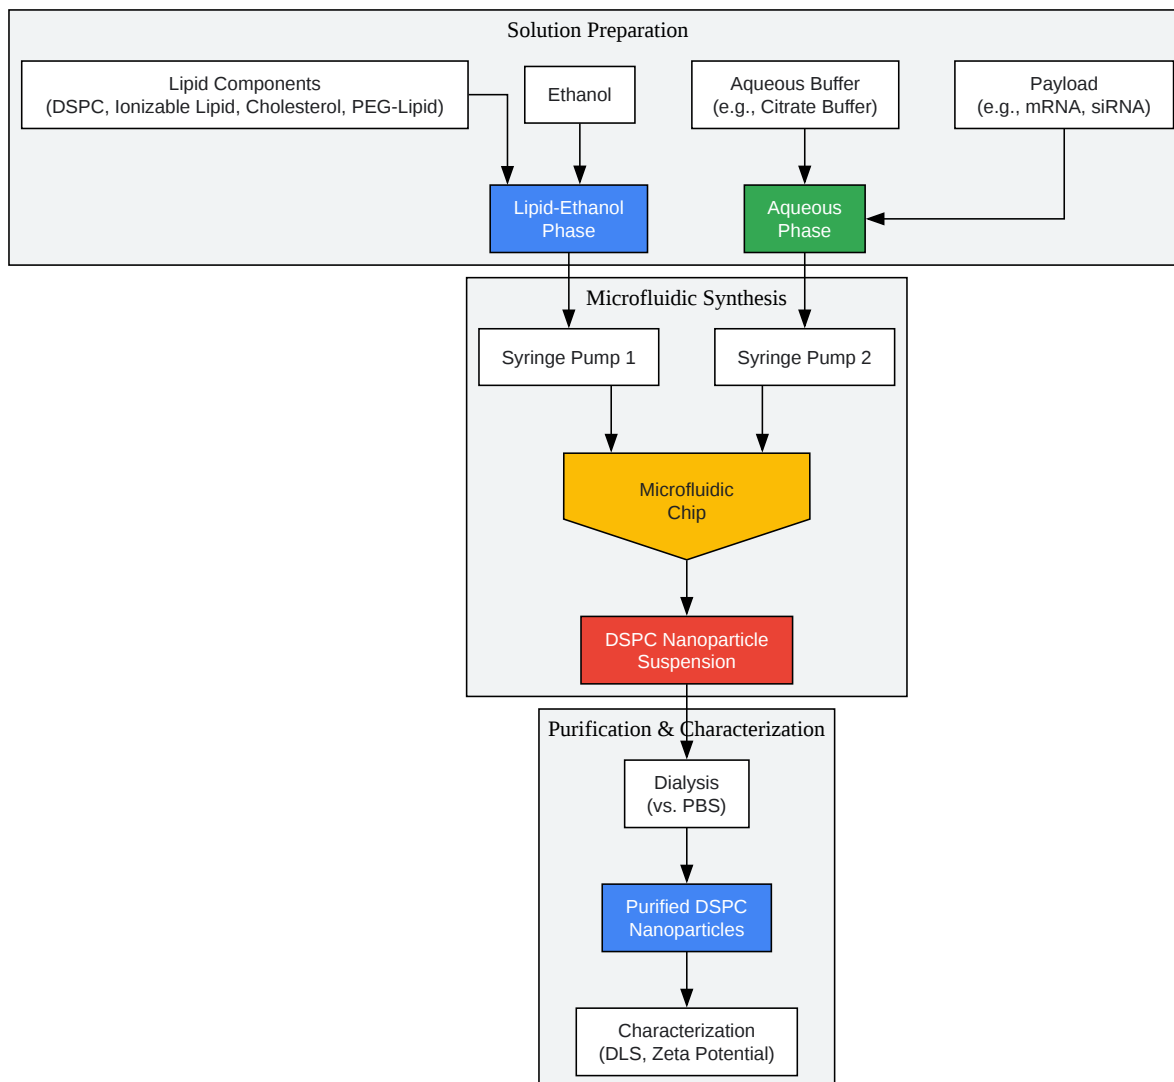 Solution Preparation
Lipid Components
(DSPC, Ionizable Lipid, Cholesterol, PEG-Lipid)
Ethanol
Aqueous Buffer
(e.g., Citrate Buffer)
Payload
(e.g., mRNA, siRNA)
Lipid-Ethanol
Phase
Aqueous
Phase
Microfluidic Synthesis
Syringe Pump 1
Syringe Pump 2
Microfluidic
Chip
DSPC Nanoparticle
Suspension
Purification & Characterization
Dialysis
(vs. PBS)
Purified DSPC
Nanoparticles
Characterization
(DLS, Zeta Potential)